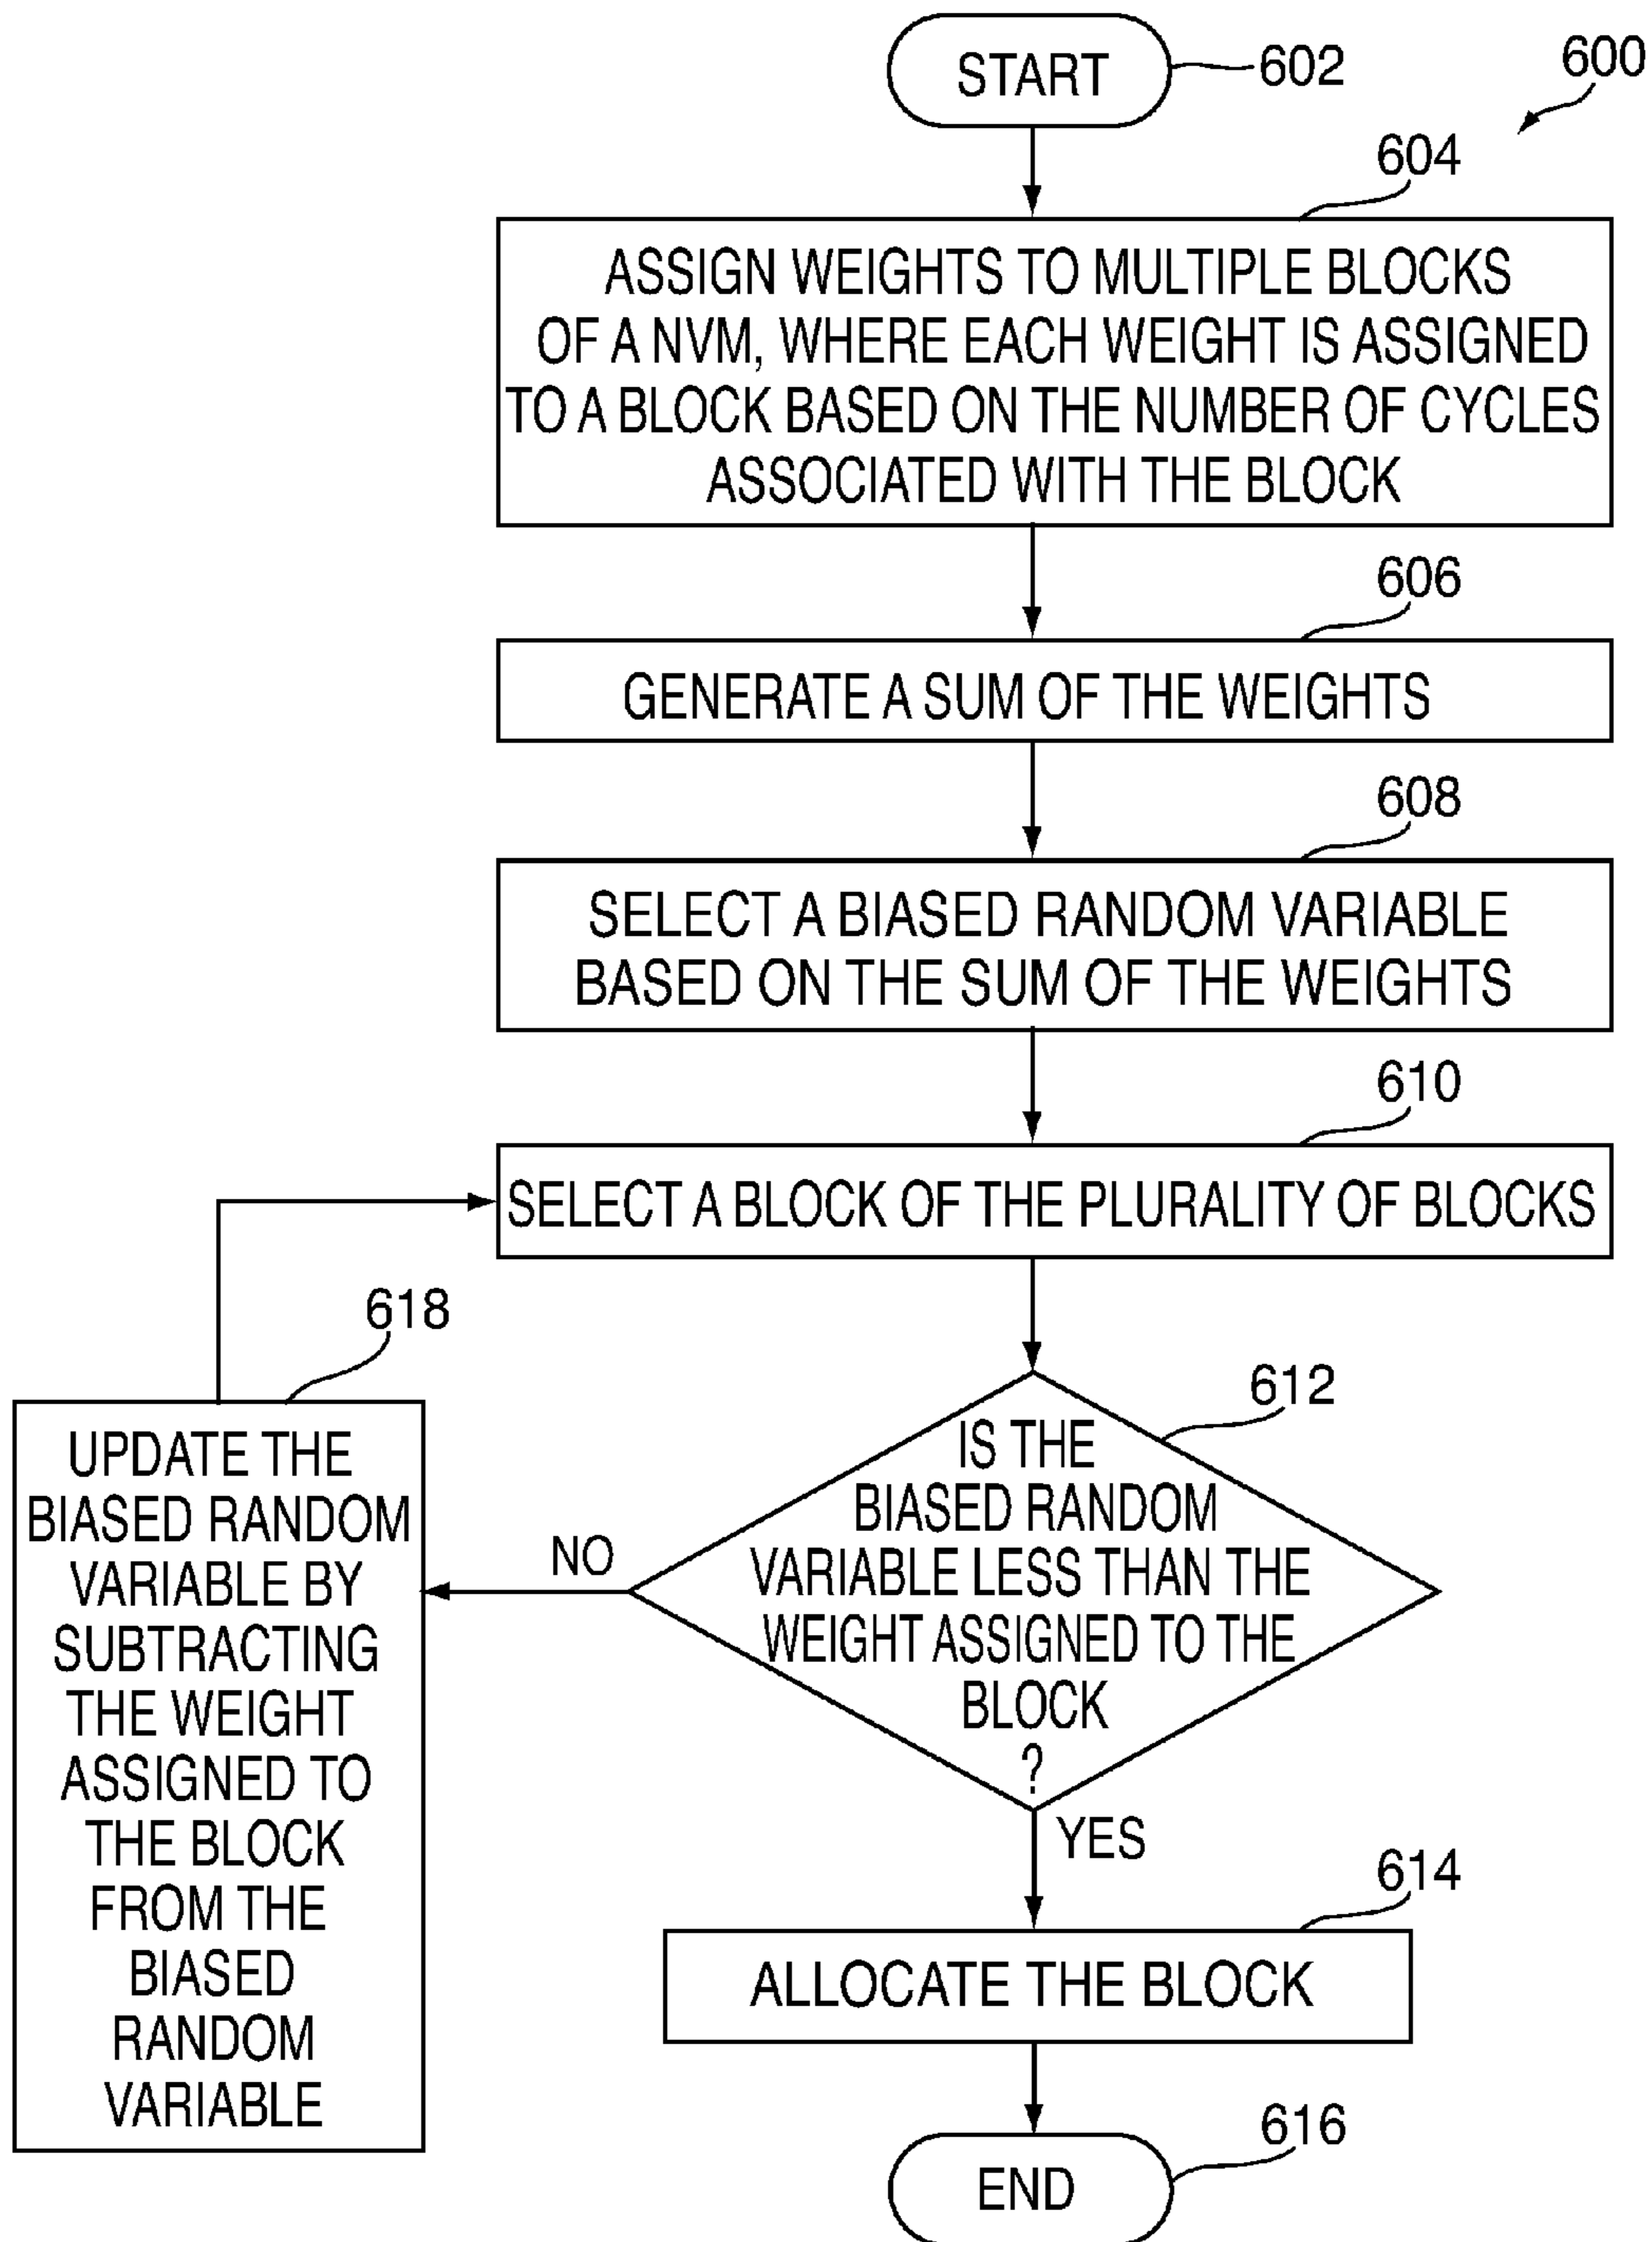 START
602
600
604
ASSIGN WEIGHTS TO MULTIPLE BLOCKS
OF A NVM, WHERE EACH WEIGHT IS ASSIGNED
TO A BLOCK BASED ON THE NUMBER OF CYCLES
ASSOCIATED WITH THE BLOCK
606
GENERATE A SUM OF THE WEIGHTS
608
SELECT A BIASED RANDOM VARIABLE
BASED ON THE SUM OF THE WEIGHTS
610
SELECT A BLOCK OF THE PLURALITY OF BLOCKS
612
IS THE
BIASED RANDOM
VARIABLE LESS THAN THE
WEIGHT ASSIGNED TO THE
BLOCK
?
NO
618
UPDATE THE
BIASED RANDOM
VARIABLE BY
SUBTRACTING
THE WEIGHT
ASSIGNED TO
THE BLOCK
FROM THE
BIASED
RANDOM
VARIABLE
YES
614
ALLOCATE THE BLOCK
616
END